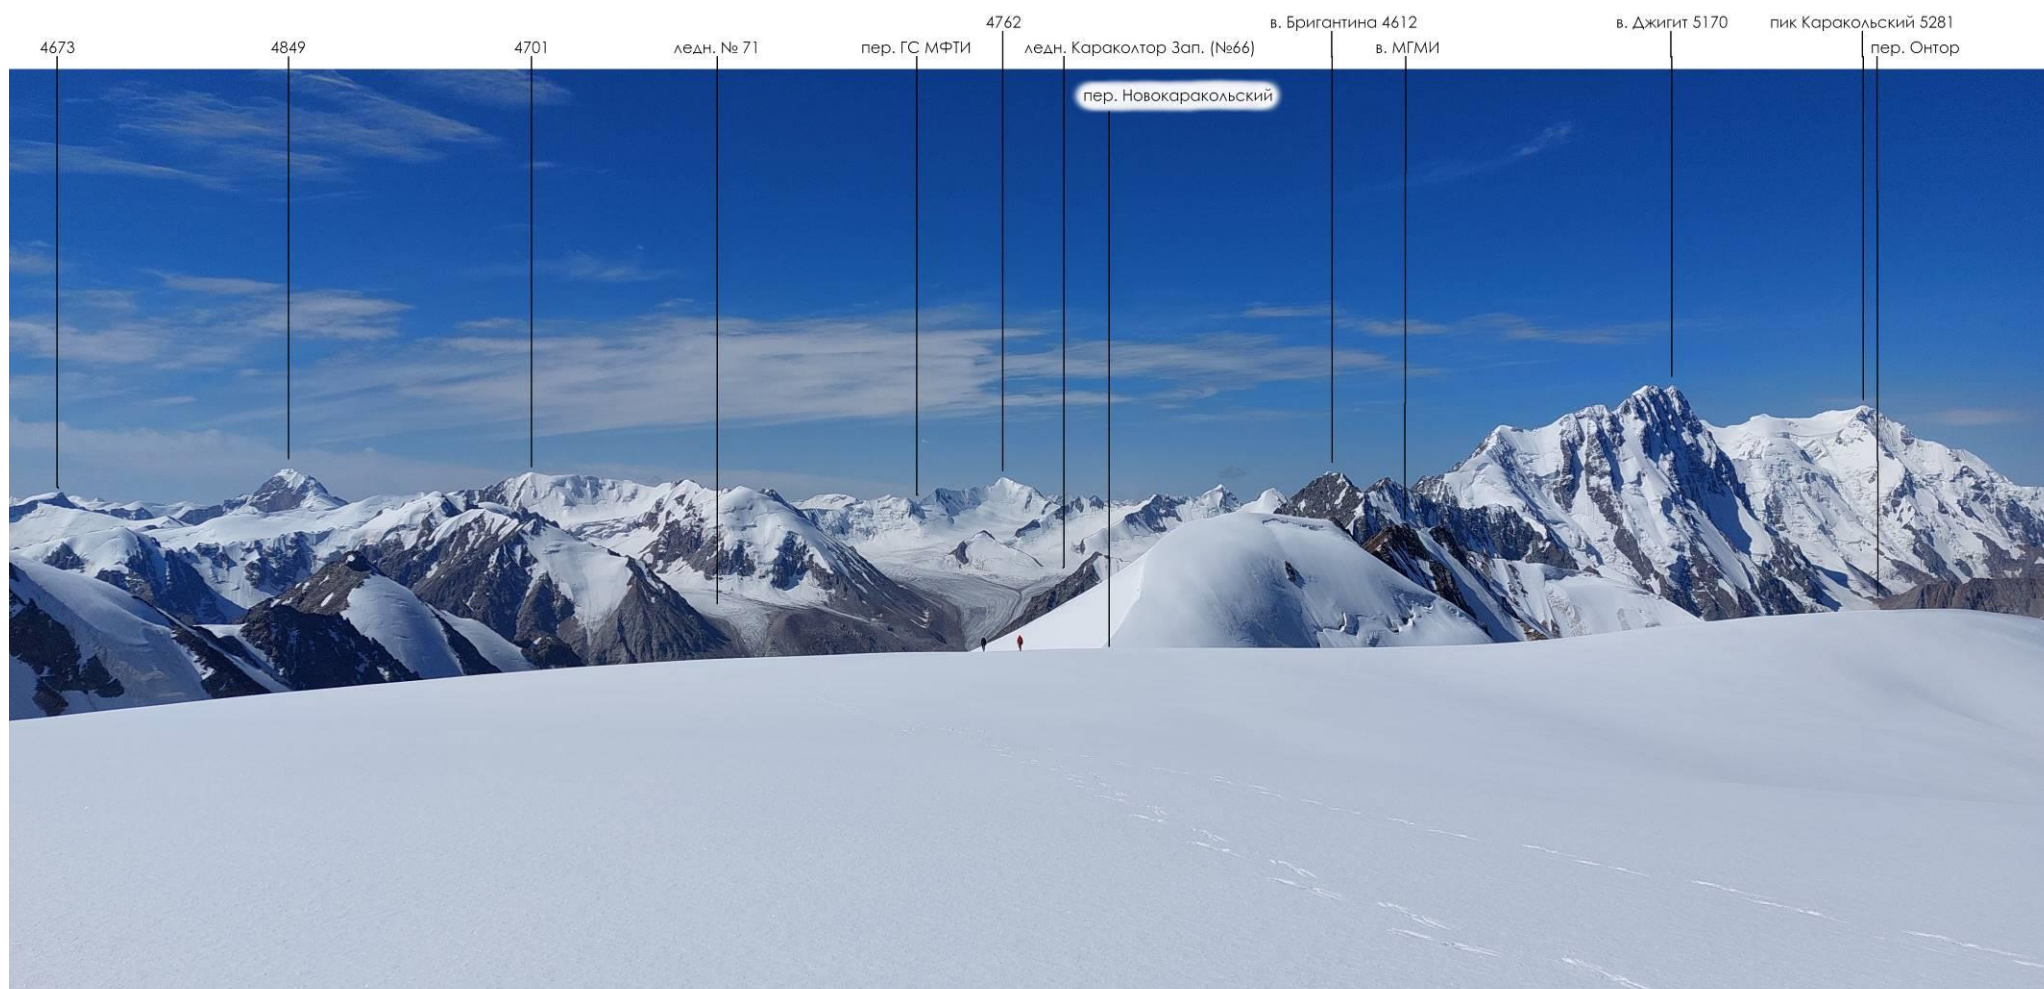 4762
в. Бригантина 4612
в. Джигит 5170
пик Каракольский 5281
4673
4849
4701
ледн. № 71
пер. ГС МФТИ
ледн. Караколтор Зап. (№66)
в. МГМИ
пер. Онтор
пер. Новокаракольский